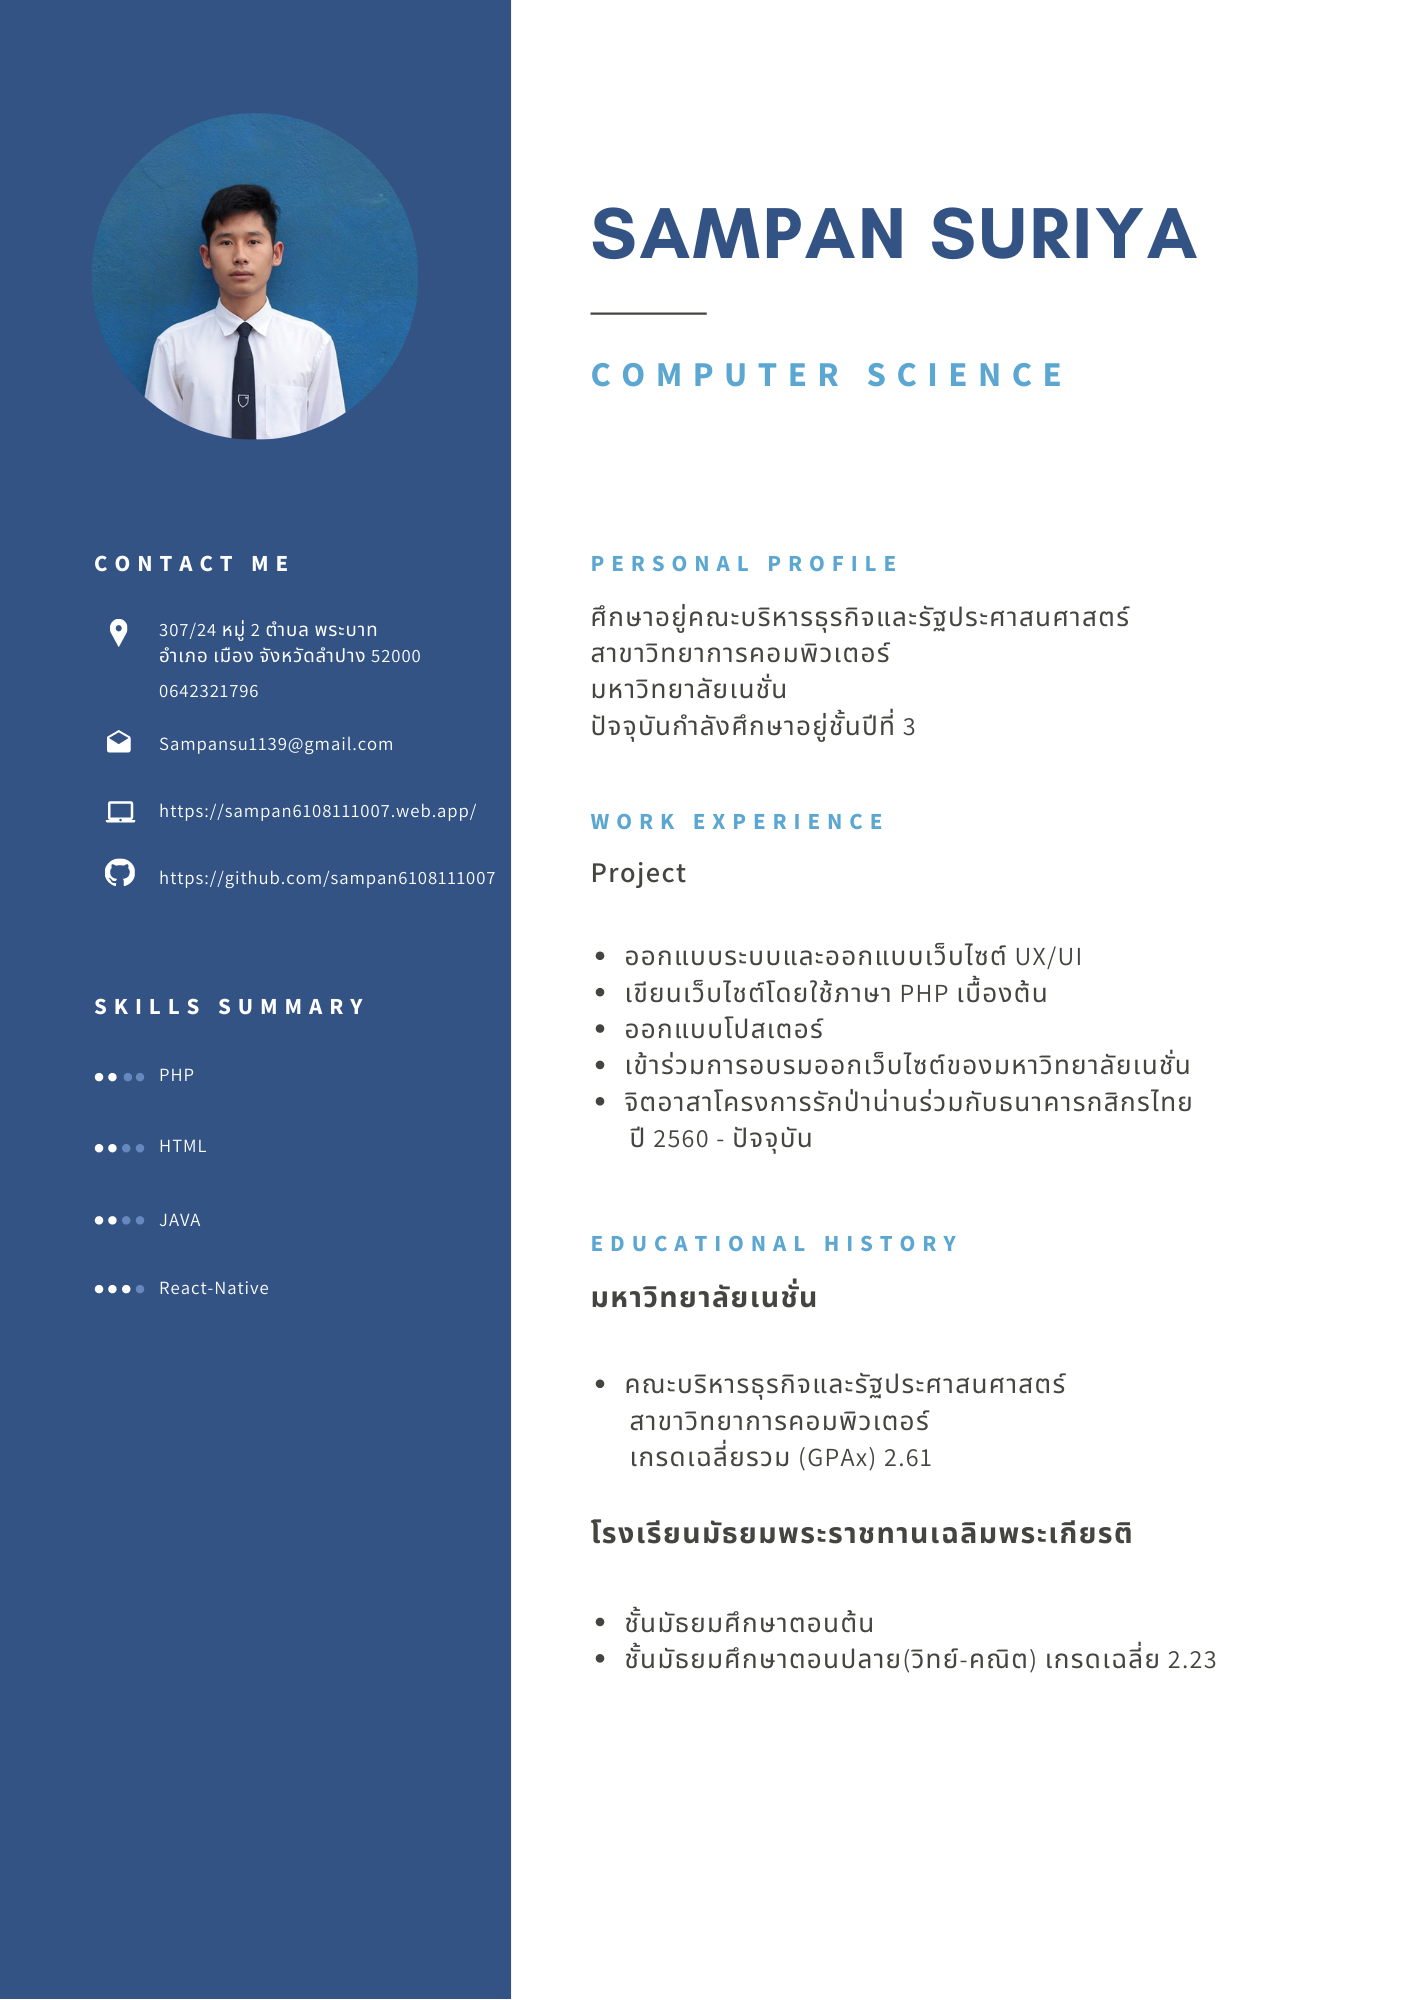 SAMPAN SURIYA
COMPUTER SCIENCE
CONTACT ME
307/24 หมู่ 2 ตำบล พระบาท
อำเภอ เมือง จังหวัดลำปาง 52000
0642321796
Sampansu1139@gmail.com
https://sampan6108111007.web.app/
https://github.com/sampan6108111007
SKILLS SUMMARY
PHP
HTML
JAVA
React-Native
PERSONAL PROFILE
ศึกษาอยู่คณะบริหารธุรกิจและรัฐประศาสนศาสตร์
สาขาวิทยาการคอมพิวเตอร์
มหาวิทยาลัยเนชั่น
ปัจจุบันกำลังศึกษาอยู่ชั้นปีที่ 3
WORK EXPERIENCE
Project
• ออกแบบระบบและออกแบบเว็บไซต์ UX/UI
• เขียนเว็บไชต์โดยใช้ภาษา PHP เบื้องต้น
• ออกแบบโปสเตอร์
• เข้าร่วมการอบรมออกเว็บไซต์ของมหาวิทยาลัยเนชั่น
• จิตอาสาโครงการรักป่าน่านร่วมกับธนาคารกสิกรไทย
ปี 2560 - ปัจจุบัน
EDUCATIONAL HISTORY
มหาวิทยาลัยเนชั่น
• คณะบริหารธุรกิจและรัฐประศาสนศาสตร์
สาขาวิทยาการคอมพิวเตอร์
เกรดเฉลี่ยรวม (GPAx) 2.61
โรงเรียนมัธยมพระราชทานเฉลิมพระเกียรติ
• ชั้นมัธยมศึกษาตอนต้น
• ชั้นมัธยมศึกษาตอนปลาย(วิทย์-คณิต) เกรดเฉลี่ย 2.23